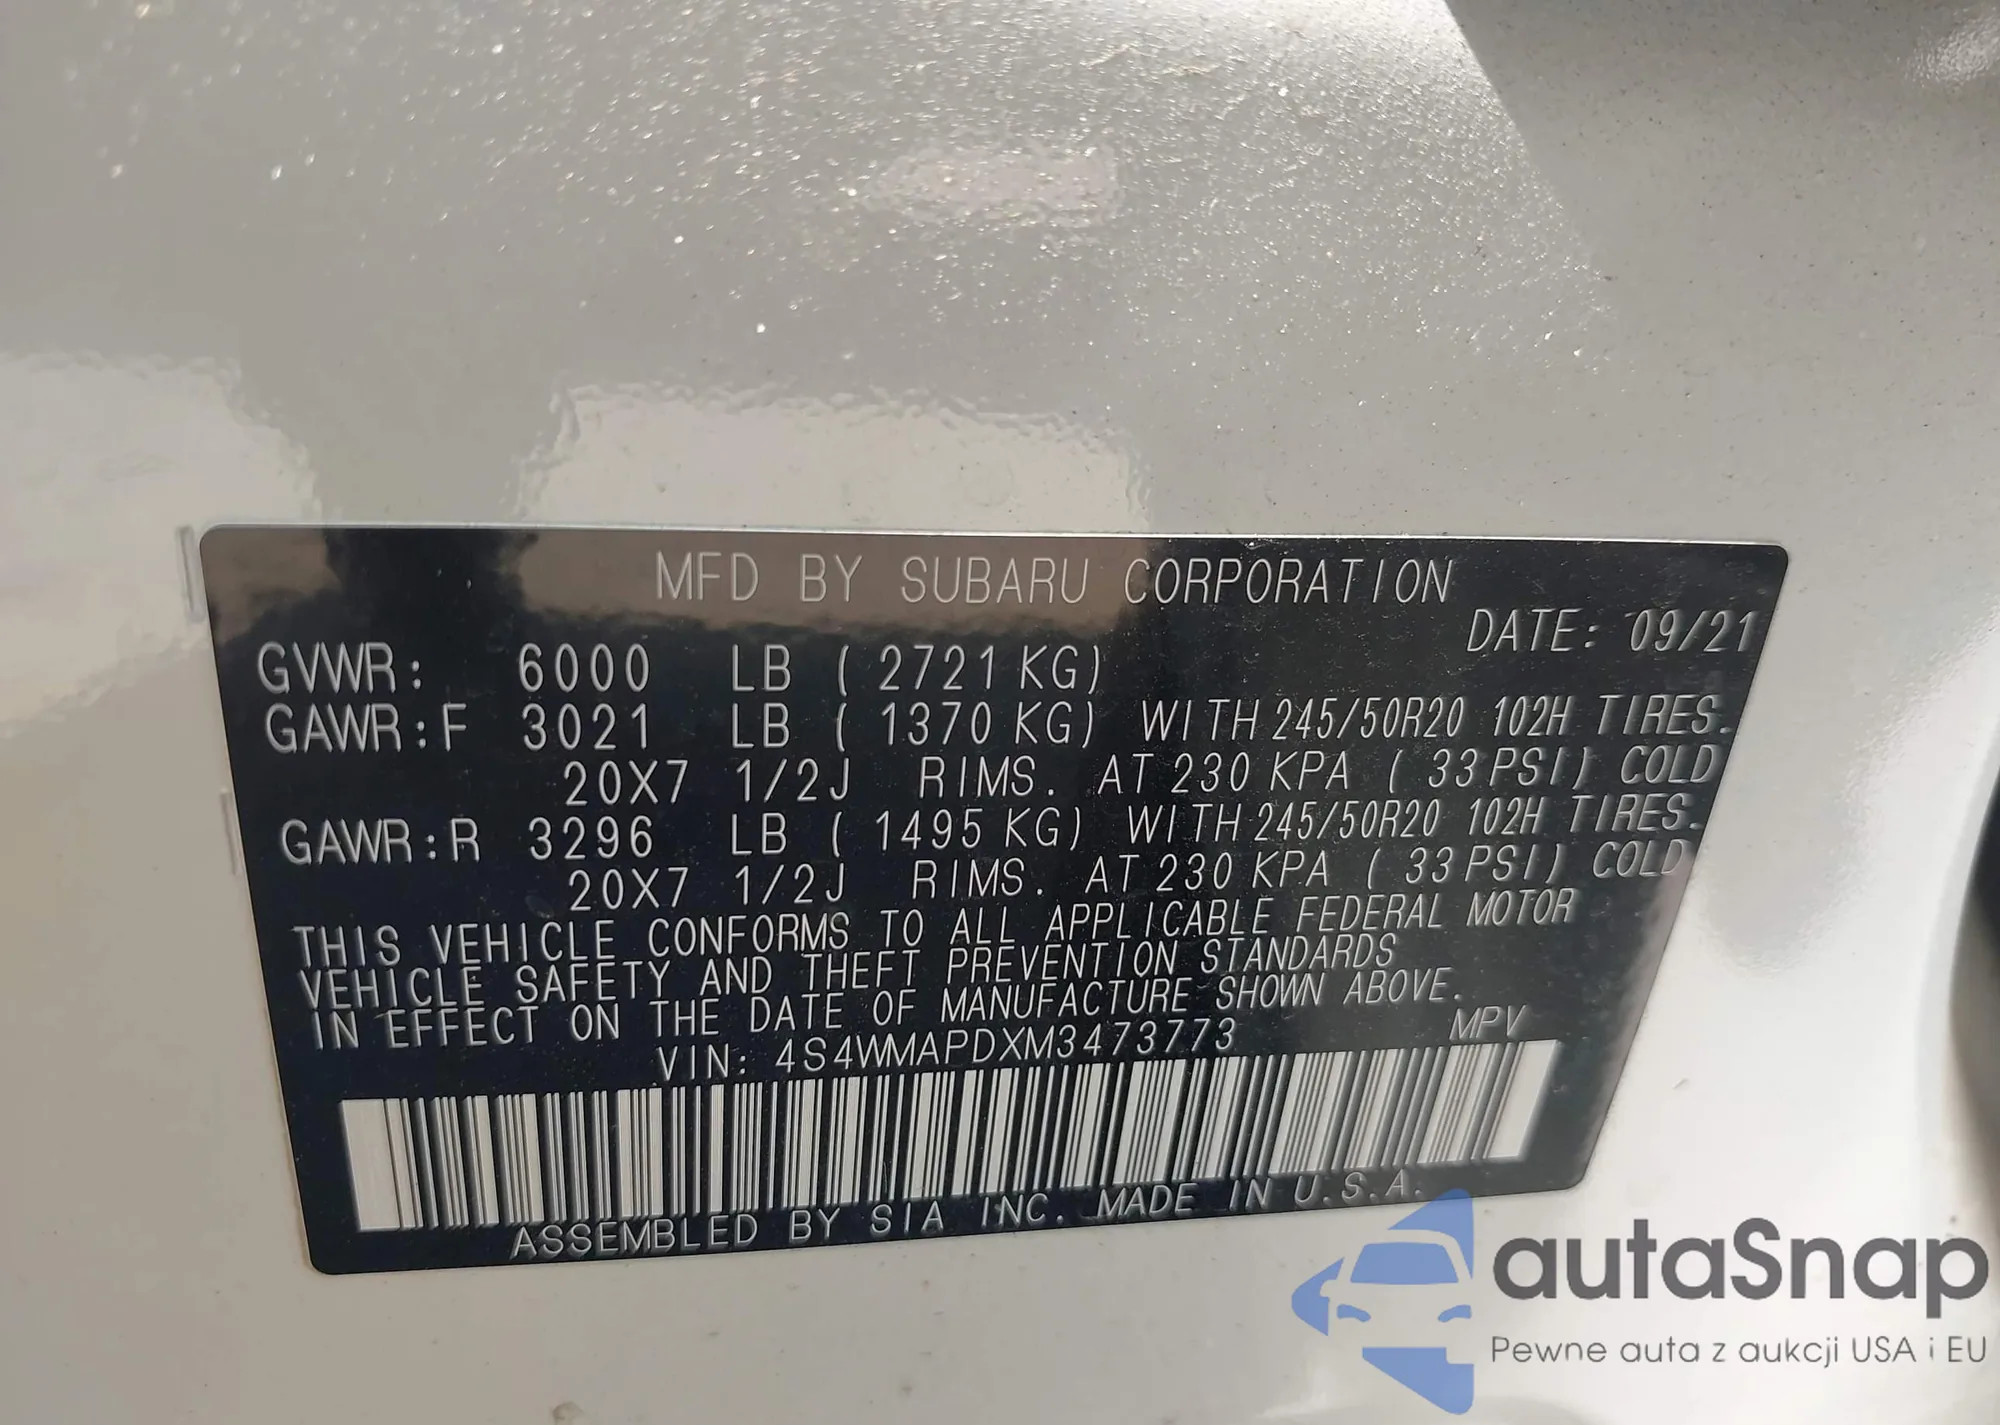 MFD BY SUBARU CORPORATION
DATE: 09/21
GVWR: 6000 LB ( 2721 KG)
GAWR:F 3021 LB ( 1370 KG) WITH 245/50R20 102H TIRES.
20X7 1/2J RIMS. AT 230 KPA ( 33 PSI) COLD
GAWR:R 3296 LB ( 1495 KG) WITH 245/50R20 102H TIRES.
20X7 1/2J RIMS. AT 230 KPA ( 33 PSI) COLD
THIS VEHICLE CONFORMS TO ALL APPLICABLE FEDERAL MOTOR
VEHICLE SAFETY AND THEFT PREVENTION STANDARDS
IN EFFECT ON THE DATE OF MANUFACTURE SHOWN ABOVE.
VIN: 4S4WMAPDXM3473773 MPV
ASSEMBLED BY SIA INC. MADE IN U.S.A.
autaSnap
Pewne auta z aukcji USA i EU